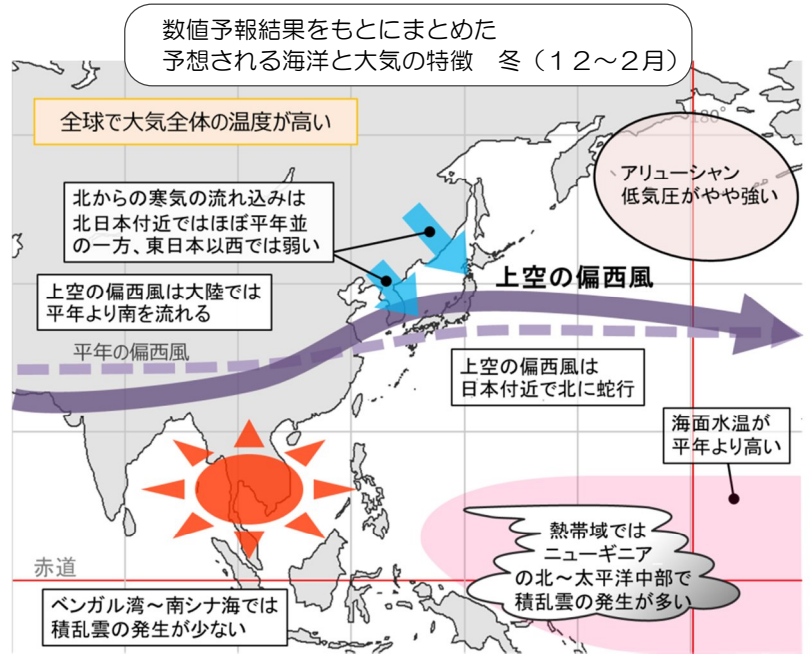 数値予報結果をもとにまとめた
予想される海洋と大気の特徴　冬（１２～２月）
180°
全球で大気全体の温度が高い
アリューシャン
低気圧がやや強い
北からの寒気の流れ込みは
北日本付近ではほぼ平年並
の一方、東日本以西では弱い
上空の偏西風
上空の偏西風は大陸では
平年より南を流れる
平年の偏西風
上空の偏西風は
日本付近で北に蛇行
海面水温が
平年より高い
熱帯域では
ニューギニア
の北～太平洋中部で
積乱雲の発生が多い
赤道
ベンガル湾～南シナ海では
積乱雲の発生が少ない